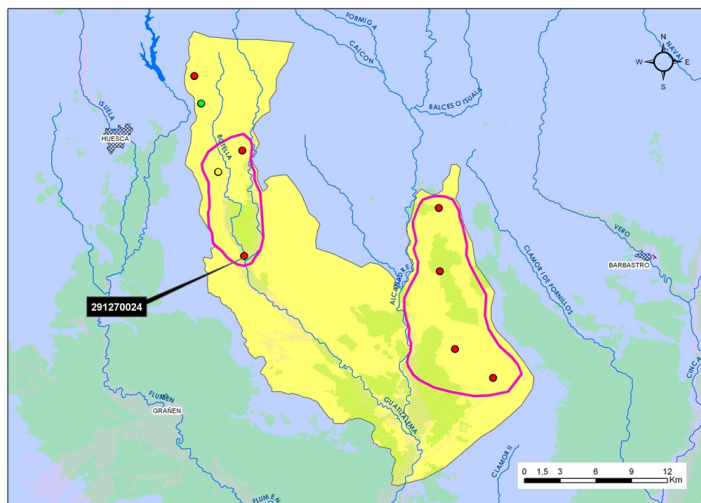 FORMIGA
CALCON
NAVAL
N
W
E
S
BALCES O ISUALA
ISUELA
HUESCA
BOTELLA
VERO
BARBASTRO
CLAMOR I DE FORNILLOS
ALCANADRE
291270024
CINCA
FLUMEN
GRAÑEN
GUATIZALEMA
CLAMOR II
FLUMEN
0 1,5 3 6 9 12
Km